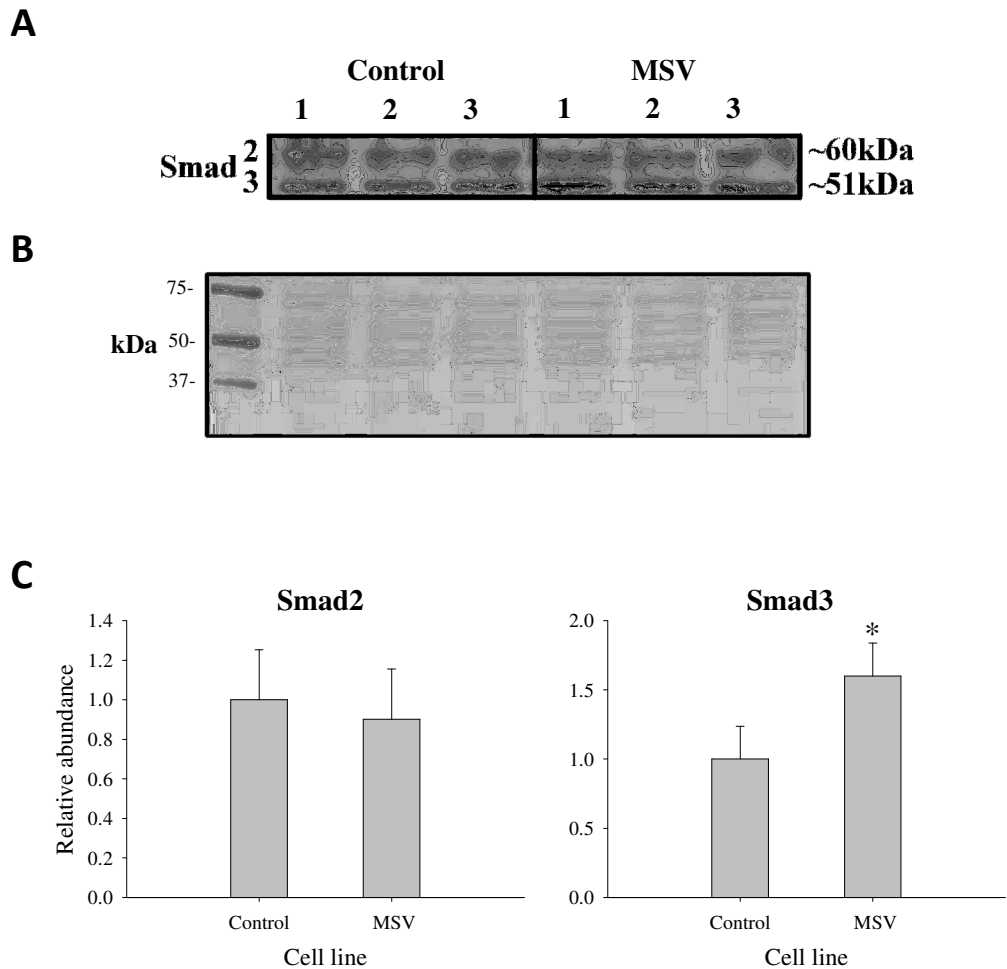 A
Control MSV
1 2 3 1 2 3
Smad 2 ~60kDa
3 ~51kDa
B
75-
kDa 50-
37-
C
Smad2 Smad3
1.4 2.0
1.2
1.0 1.5
0.8 1.0
0.6
0.4 0.5
0.2
0.0 0.0
Relative abundance
*
Control MSV Control MSV
Cell line Cell line